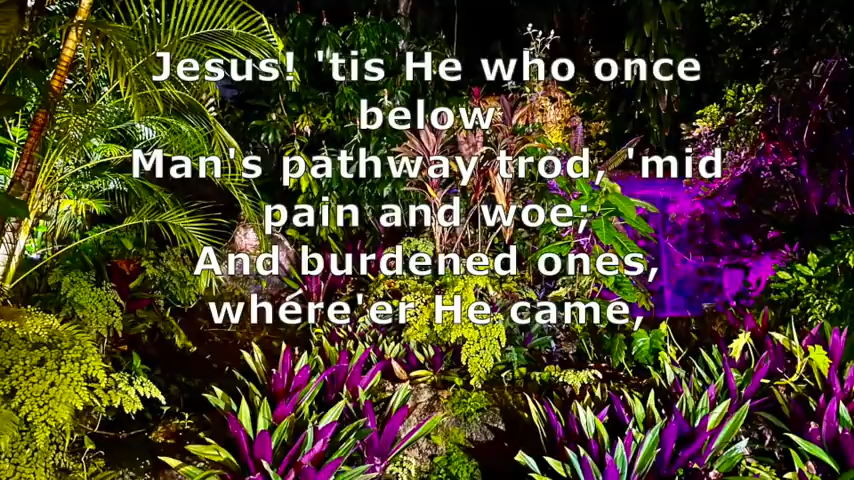 Jesus! 'tis He who once
below
Man's pathway trod, 'mid
pain and woe;
And burdened ones,
where'er He came,